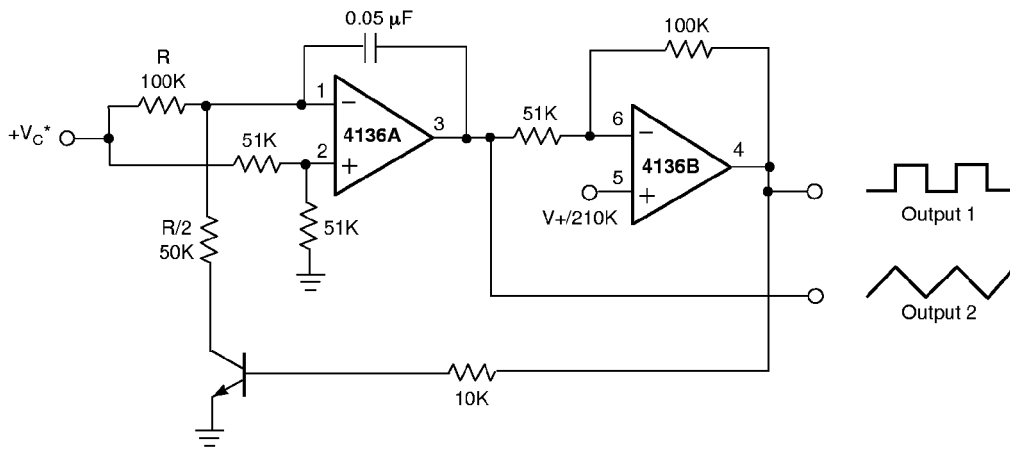 0.05 μF
100K
R
100K
1
+VC*
3
51K
6
4136A
4
51K
2
4136B
5
V+/210K
Output 1
R/2
50K
51K
Output 2
10K